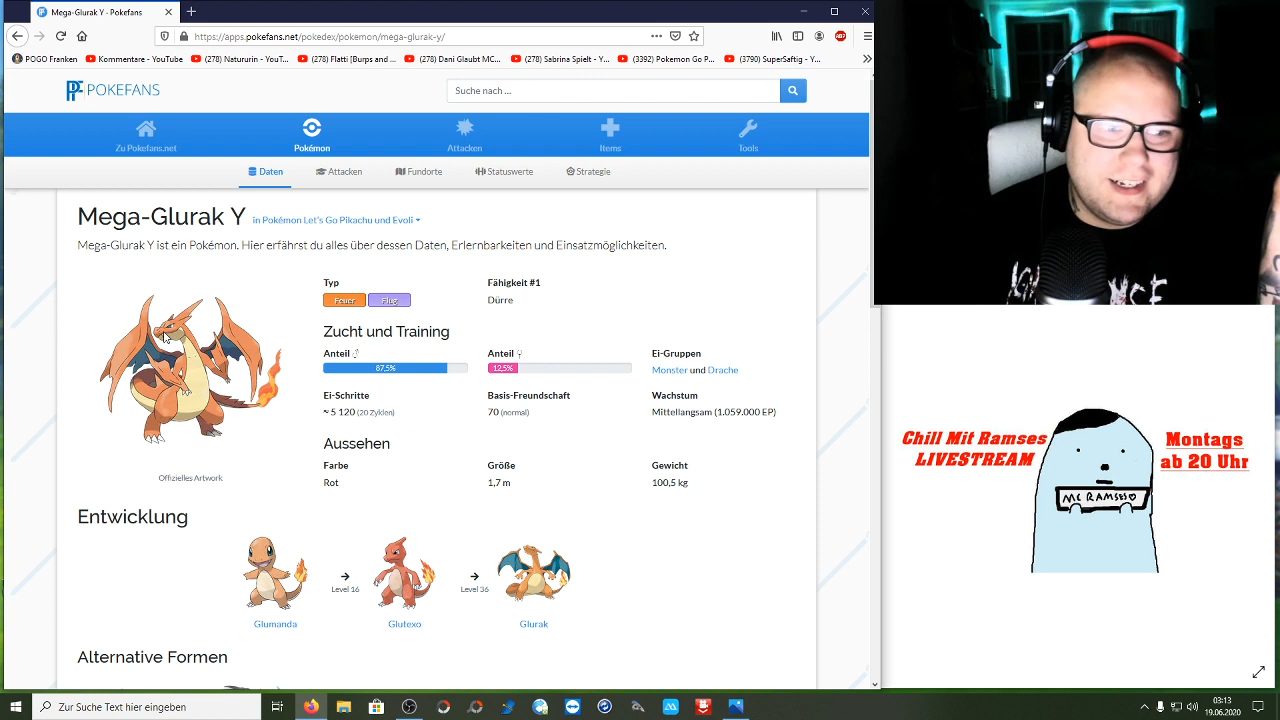 Mega-Glurak Y - Pokéfans
https://apps.pokefans.net/pokedex/pokemon/mega-glurak-y/
POGO Franken
Kommentare - YouTube
(278) Natururin - YouT...
(278) Flatti [Burps and ...
(278) Dani Glaubt MC...
(278) Sabrina Spielt - Y...
(3392) Pokemon Go P...
(3790) SuperSaftig - Y...
POKEFANS
Suche nach ...
Zu Pokefans.net
Pokémon
Attacken
Items
Tools
Daten
Attacken
Fundorte
Statuswerte
Strategie
Mega-Glurak Y in Pokémon Let's Go Pikachu und Evoli
Mega-Glurak Y ist ein Pokémon. Hier erfährst du alles über dessen Daten, Erlernbarkeiten und Einsatzmöglichkeiten.
Typ
Feuer Flug
Fähigkeit #1
Dürre
Zucht und Training
Anteil ♂
87,5%
Anteil ♀
12,5%
Ei-Gruppen
Monster und Drache
Ei-Schritte
~ 5 120 (20 Zyklen)
Basis-Freundschaft
70 (normal)
Wachstum
Mittellangsam (1.059.000 EP)
Aussehen
Farbe
Rot
Größe
1,7 m
Gewicht
100,5 kg
Offizielles Artwork
Entwicklung
Level 16
Level 36
Glumanda
Glutexo
Glurak
Alternative Formen
Chill Mit Ramses
LIVESTREAM
Montags
ab 20 Uhr
MC RAMSES♡
Zur Suche Text hier eingeben
03:13
19.06.2020